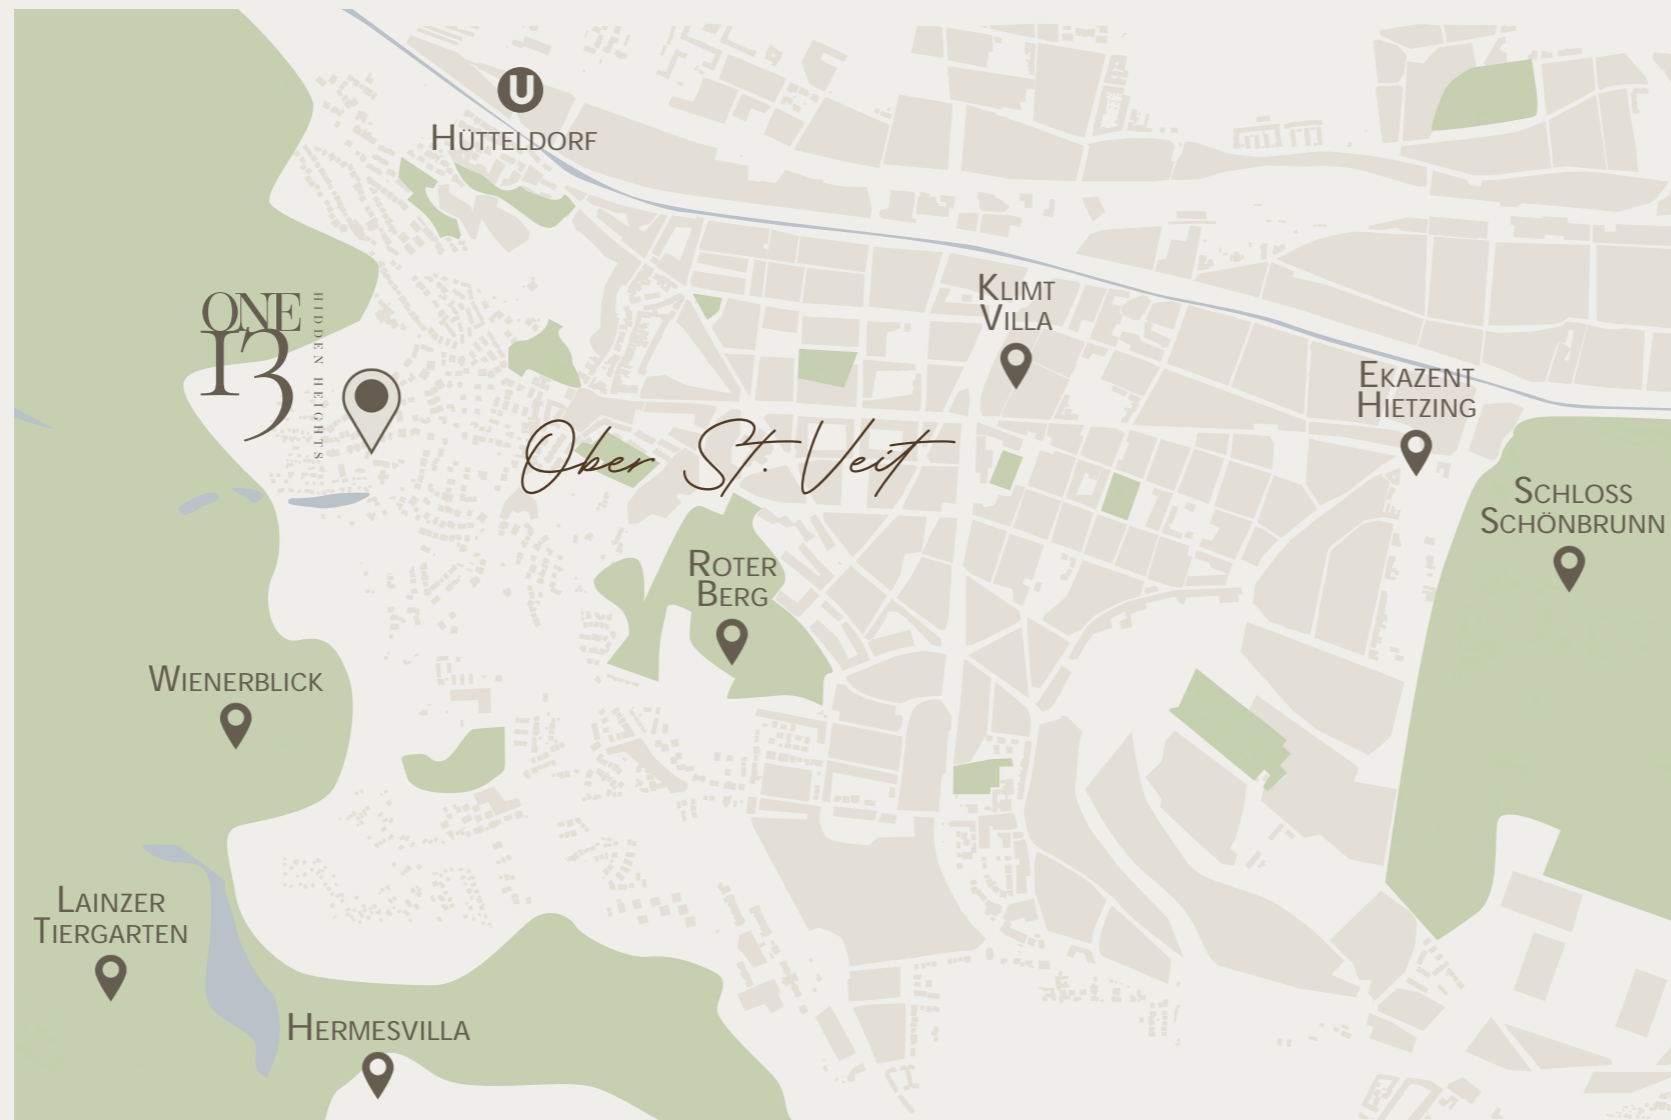 U
HÜTTELDORF
ONE
13
HIDDEN HEIGHTS
KLIMT
VILLA
EKAZENT
HIETZING
Ober St. Veit
SCHLOSS
SCHÖNBRUNN
ROTER
BERG
WIENERBLICK
LAINZER
TIERGARTEN
HERMESVILLA